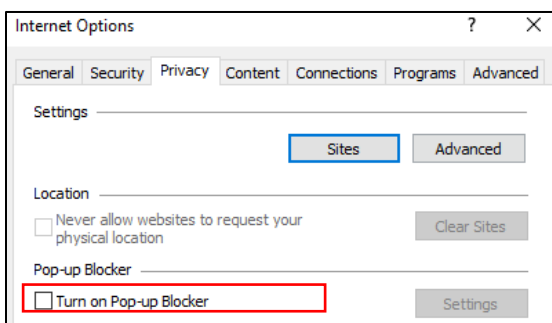 Internet Options ? X
General Security Privacy Content Connections Programs Advanced
Settings
Sites Advanced
Location
Never allow websites to request your
physical location
Clear Sites
Pop-up Blocker
Turn on Pop-up Blocker Settings